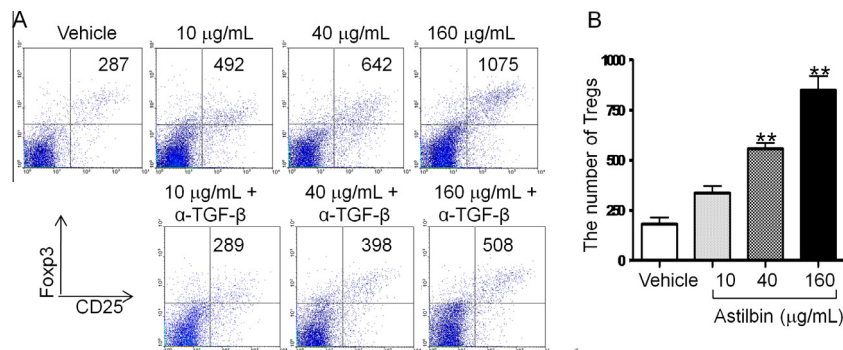 A
Vehicle
10 μg/mL
40 μg/mL
160 μg/mL
287
492
642
1075
10 μg/mL +
α-TGF-β
40 μg/mL +
α-TGF-β
160 μg/mL +
α-TGF-β
289
398
508
Foxp3
CD25
B
The number of Tregs
1000
750
500
250
0
**
**
Vehicle
10
40
160
Astilbin (μg/mL)